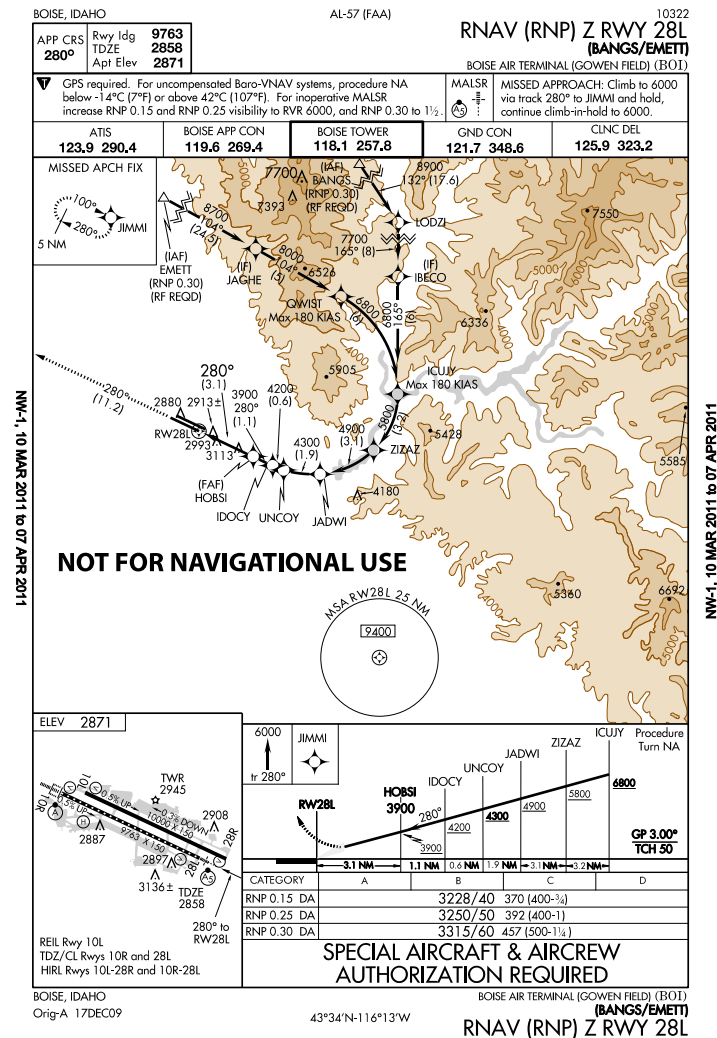 BOISE, IDAHO
AL-57 (FAA)
10322
APP CRS
280°
Rwy Idg 9763
TDZE 2858
Apt Elev 2871
RNAV (RNP) Z RWY 28L
(BANGS/EMETT)
BOISE AIR TERMINAL (GOWEN FIELD) (BOI)
GPS required. For uncompensated Baro-VNAV systems, procedure NA
below -14°C (7°F) or above 42°C (107°F). For inoperative MALSR
increase RNP 0.15 and RNP 0.25 visibility to RVR 6000, and RNP 0.30 to 1½.
MALSR
A5
MISSED APPROACH: Climb to 6000
via track 280° to JIMMI and hold,
continue climb-in-hold to 6000.
ATIS
123.9 290.4
BOISE APP CON
119.6 269.4
BOISE TOWER
118.1 257.8
GND CON
121.7 348.6
CLNC DEL
125.9 323.2
MISSED APCH FIX
100°
280°
JIMMI
5 NM
(IAF)
EMETT
(RNP 0.30)
(RF REQD)
8700
104°
(24.5)
7700
7393
(IAF)
BANGS
(RNP 0.30)
(RF REQD)
8900
132° (17.6)
LODZI
7700
165° (8)
(IF)
IBECO
7550
5000
(IF)
JAGHE
8000
104°
(5)
6526
QWIST
Max 180 KIAS
6800
(6)
6800
165°
(6)
6336
4000
5905
ICUJY
Max 180 KIAS
5800
(3.2)
280°
(11.2)
280°
(3.1)
2880
2913±
3900
280°
(1.1)
4200
(0.6)
RW28L
2993
3113
4300
(1.9)
4900
(3.1)
ZIZAZ
5428
5585
(FAF)
HOBSI
IDOCY
UNCOY
JADWI
4180
NOT FOR NAVIGATIONAL USE
5360
6692
5000
4000
MSA RW28L 25 NM
9400
NW-1, 10 MAR 2011 to 07 APR 2011
NW-1, 10 MAR 2011 to 07 APR 2011
ELEV 2871
TWR
2945
10L
10R
0.5% UP
0.5% UP
0.3% DOWN
10000 X 150
9763 X 150
2908
28R
28L
2887
2897
3136±
TDZE
2858
A5
280° to
RW28L
REIL Rwy 10L
TDZ/CL Rwys 10R and 28L
HIRL Rwys 10L-28R and 10R-28L
6000
tr 280°
JIMMI
RW28L
HOBSI
3900
280°
3900
IDOCY
4200
UNCOY
4300
JADWI
4900
ZIZAZ
5800
ICUJY
6800
Procedure
Turn NA
GP 3.00°
TCH 50
3.1 NM
1.1 NM
0.6 NM
1.9 NM
3.1 NM
3.2 NM
CATEGORY A B C D
RNP 0.15 DA 3228/40 370 (400-¾)
RNP 0.25 DA 3250/50 392 (400-1)
RNP 0.30 DA 3315/60 457 (500-1¼)
SPECIAL AIRCRAFT & AIRCREW
AUTHORIZATION REQUIRED
BOISE, IDAHO
Orig-A 17DEC09
43°34'N-116°13'W
BOISE AIR TERMINAL (GOWEN FIELD) (BOI)
(BANGS/EMETT)
RNAV (RNP) Z RWY 28L